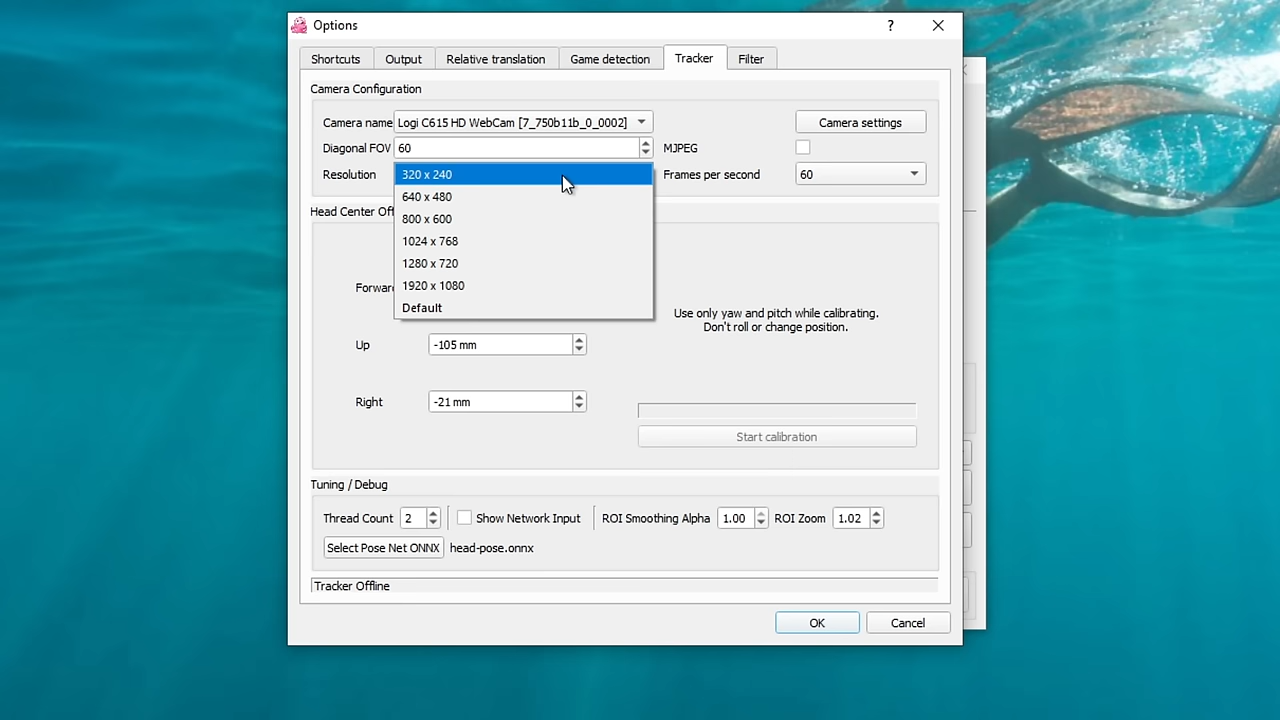 Options
?
Shortcuts Output Relative translation Game detection Tracker Filter
Camera Configuration
Camera name Logi C615 HD WebCam [7_750b11b_0_0002] Camera settings
Diagonal FOV 60 MJPEG
Resolution 320 x 240 Frames per second 60
640 x 480
Head Center Off
800 x 600
1024 x 768
1280 x 720
Forward 1920 x 1080
Default
Use only yaw and pitch while calibrating.
Don't roll or change position.
Up -105 mm
Right -21 mm
Start calibration
Tuning / Debug
Thread Count 2 Show Network Input ROI Smoothing Alpha 1.00 ROI Zoom 1.02
Select Pose Net ONNX head-pose.onnx
Tracker Offline
OK Cancel